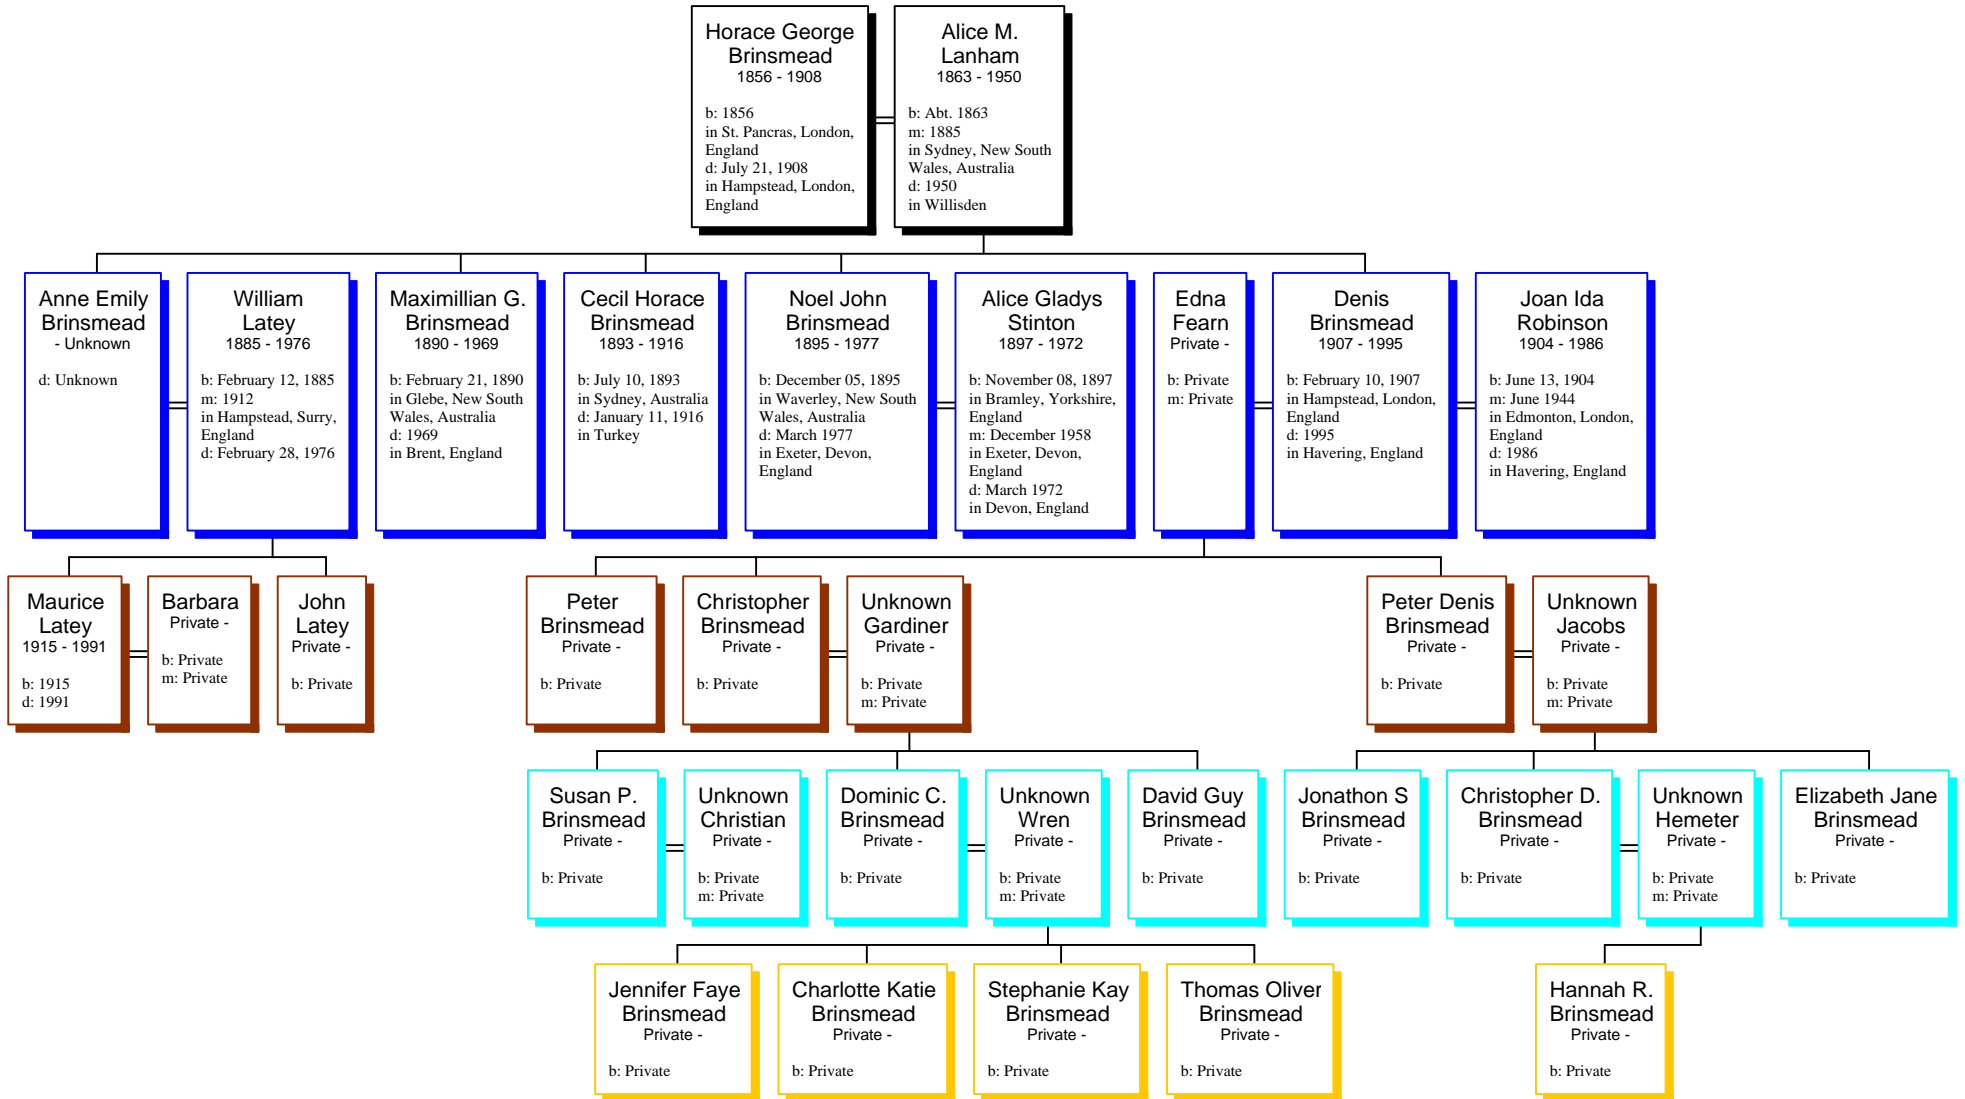 Horace George
Brinsmead
1856 - 1908
b: 1856
in St. Pancras, London,
England
d: July 21, 1908
in Hampstead, London,
England
Alice M.
Lanham
1863 - 1950
b: Abt. 1863
m: 1885
in Sydney, New South
Wales, Australia
d: 1950
in Willisden
Anne Emily
Brinsmead
- Unknown
d: Unknown
William
Latey
1885 - 1976
b: February 12, 1885
m: 1912
in Hampstead, Surry,
England
d: February 28, 1976
Maximillian G.
Brinsmead
1890 - 1969
b: February 21, 1890
in Glebe, New South
Wales, Australia
d: 1969
in Brent, England
Cecil Horace
Brinsmead
1893 - 1916
b: July 10, 1893
in Sydney, Australia
d: January 11, 1916
in Turkey
Noel John
Brinsmead
1895 - 1977
b: December 05, 1895
in Waverley, New South
Wales, Australia
d: March 1977
in Exeter, Devon,
England
Alice Gladys
Stinton
1897 - 1972
b: November 08, 1897
in Bramley, Yorkshire,
England
m: December 1958
in Exeter, Devon,
England
d: March 1972
in Devon, England
Edna
Fearn
Private -
b: Private
m: Private
Denis
Brinsmead
1907 - 1995
b: February 10, 1907
in Hampstead, London,
England
d: 1995
in Havering, England
Joan Ida
Robinson
1904 - 1986
b: June 13, 1904
m: June 1944
in Edmonton, London,
England
d: 1986
in Havering, England
Maurice
Latey
1915 - 1991
b: 1915
d: 1991
Barbara
Private -
b: Private
m: Private
John
Latey
Private -
b: Private
Peter
Brinsmead
Private -
b: Private
Christopher
Brinsmead
Private -
b: Private
Unknown
Gardiner
Private -
b: Private
m: Private
Peter Denis
Brinsmead
Private -
b: Private
Unknown
Jacobs
Private -
b: Private
m: Private
Susan P.
Brinsmead
Private -
b: Private
Unknown
Christian
Private -
b: Private
m: Private
Dominic C.
Brinsmead
Private -
b: Private
Unknown
Wren
Private -
b: Private
m: Private
David Guy
Brinsmead
Private -
b: Private
Jonathon S
Brinsmead
Private -
b: Private
Christopher D.
Brinsmead
Private -
b: Private
Unknown
Hemeter
Private -
b: Private
m: Private
Elizabeth Jane
Brinsmead
Private -
b: Private
Jennifer Faye
Brinsmead
Private -
b: Private
Charlotte Katie
Brinsmead
Private -
b: Private
Stephanie Kay
Brinsmead
Private -
b: Private
Thomas Oliver
Brinsmead
Private -
b: Private
Hannah R.
Brinsmead
Private -
b: Private